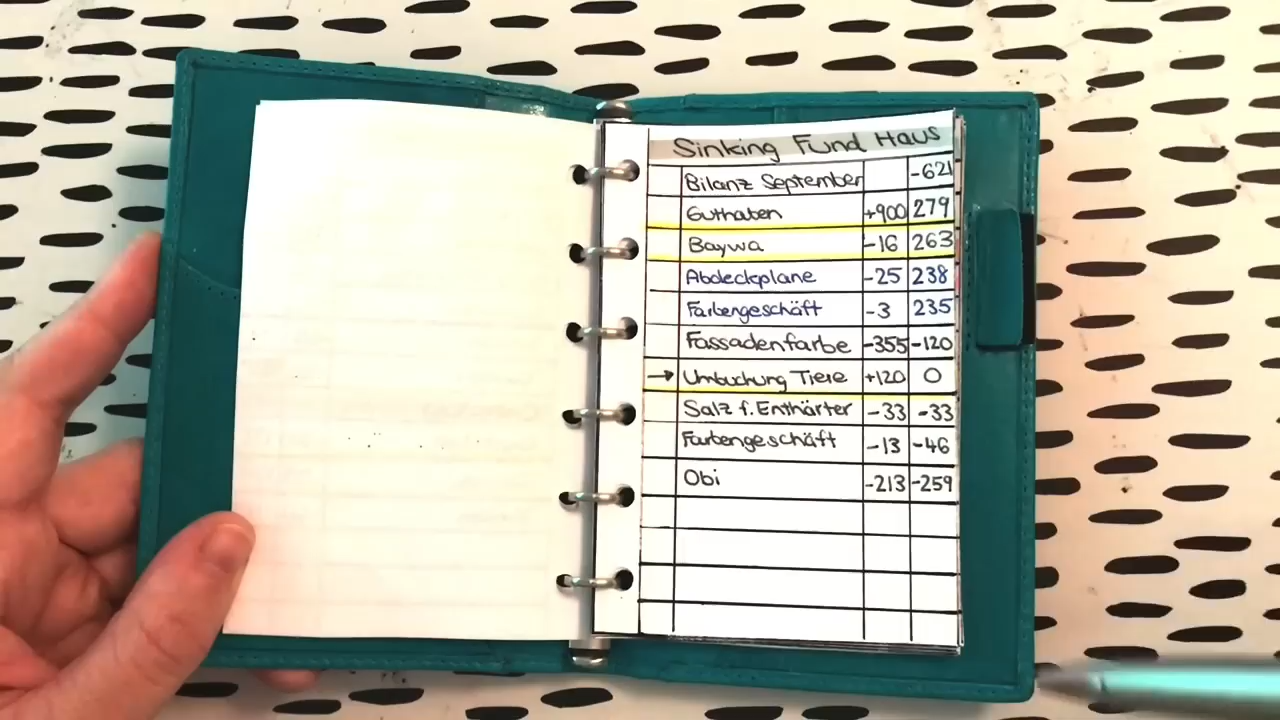 Sinking Fund Haus
Bilanz September -621
Guthaben +900 279
Baywa -16 263
Abdeckplane -25 238
Farbengeschäft -3 235
Fassadenfarbe -355 -120
→ Umbuchung Tiere +120 0
Salz f. Enthärter -33 -33
Farbengeschäft -13 -46
Obi -213 -259